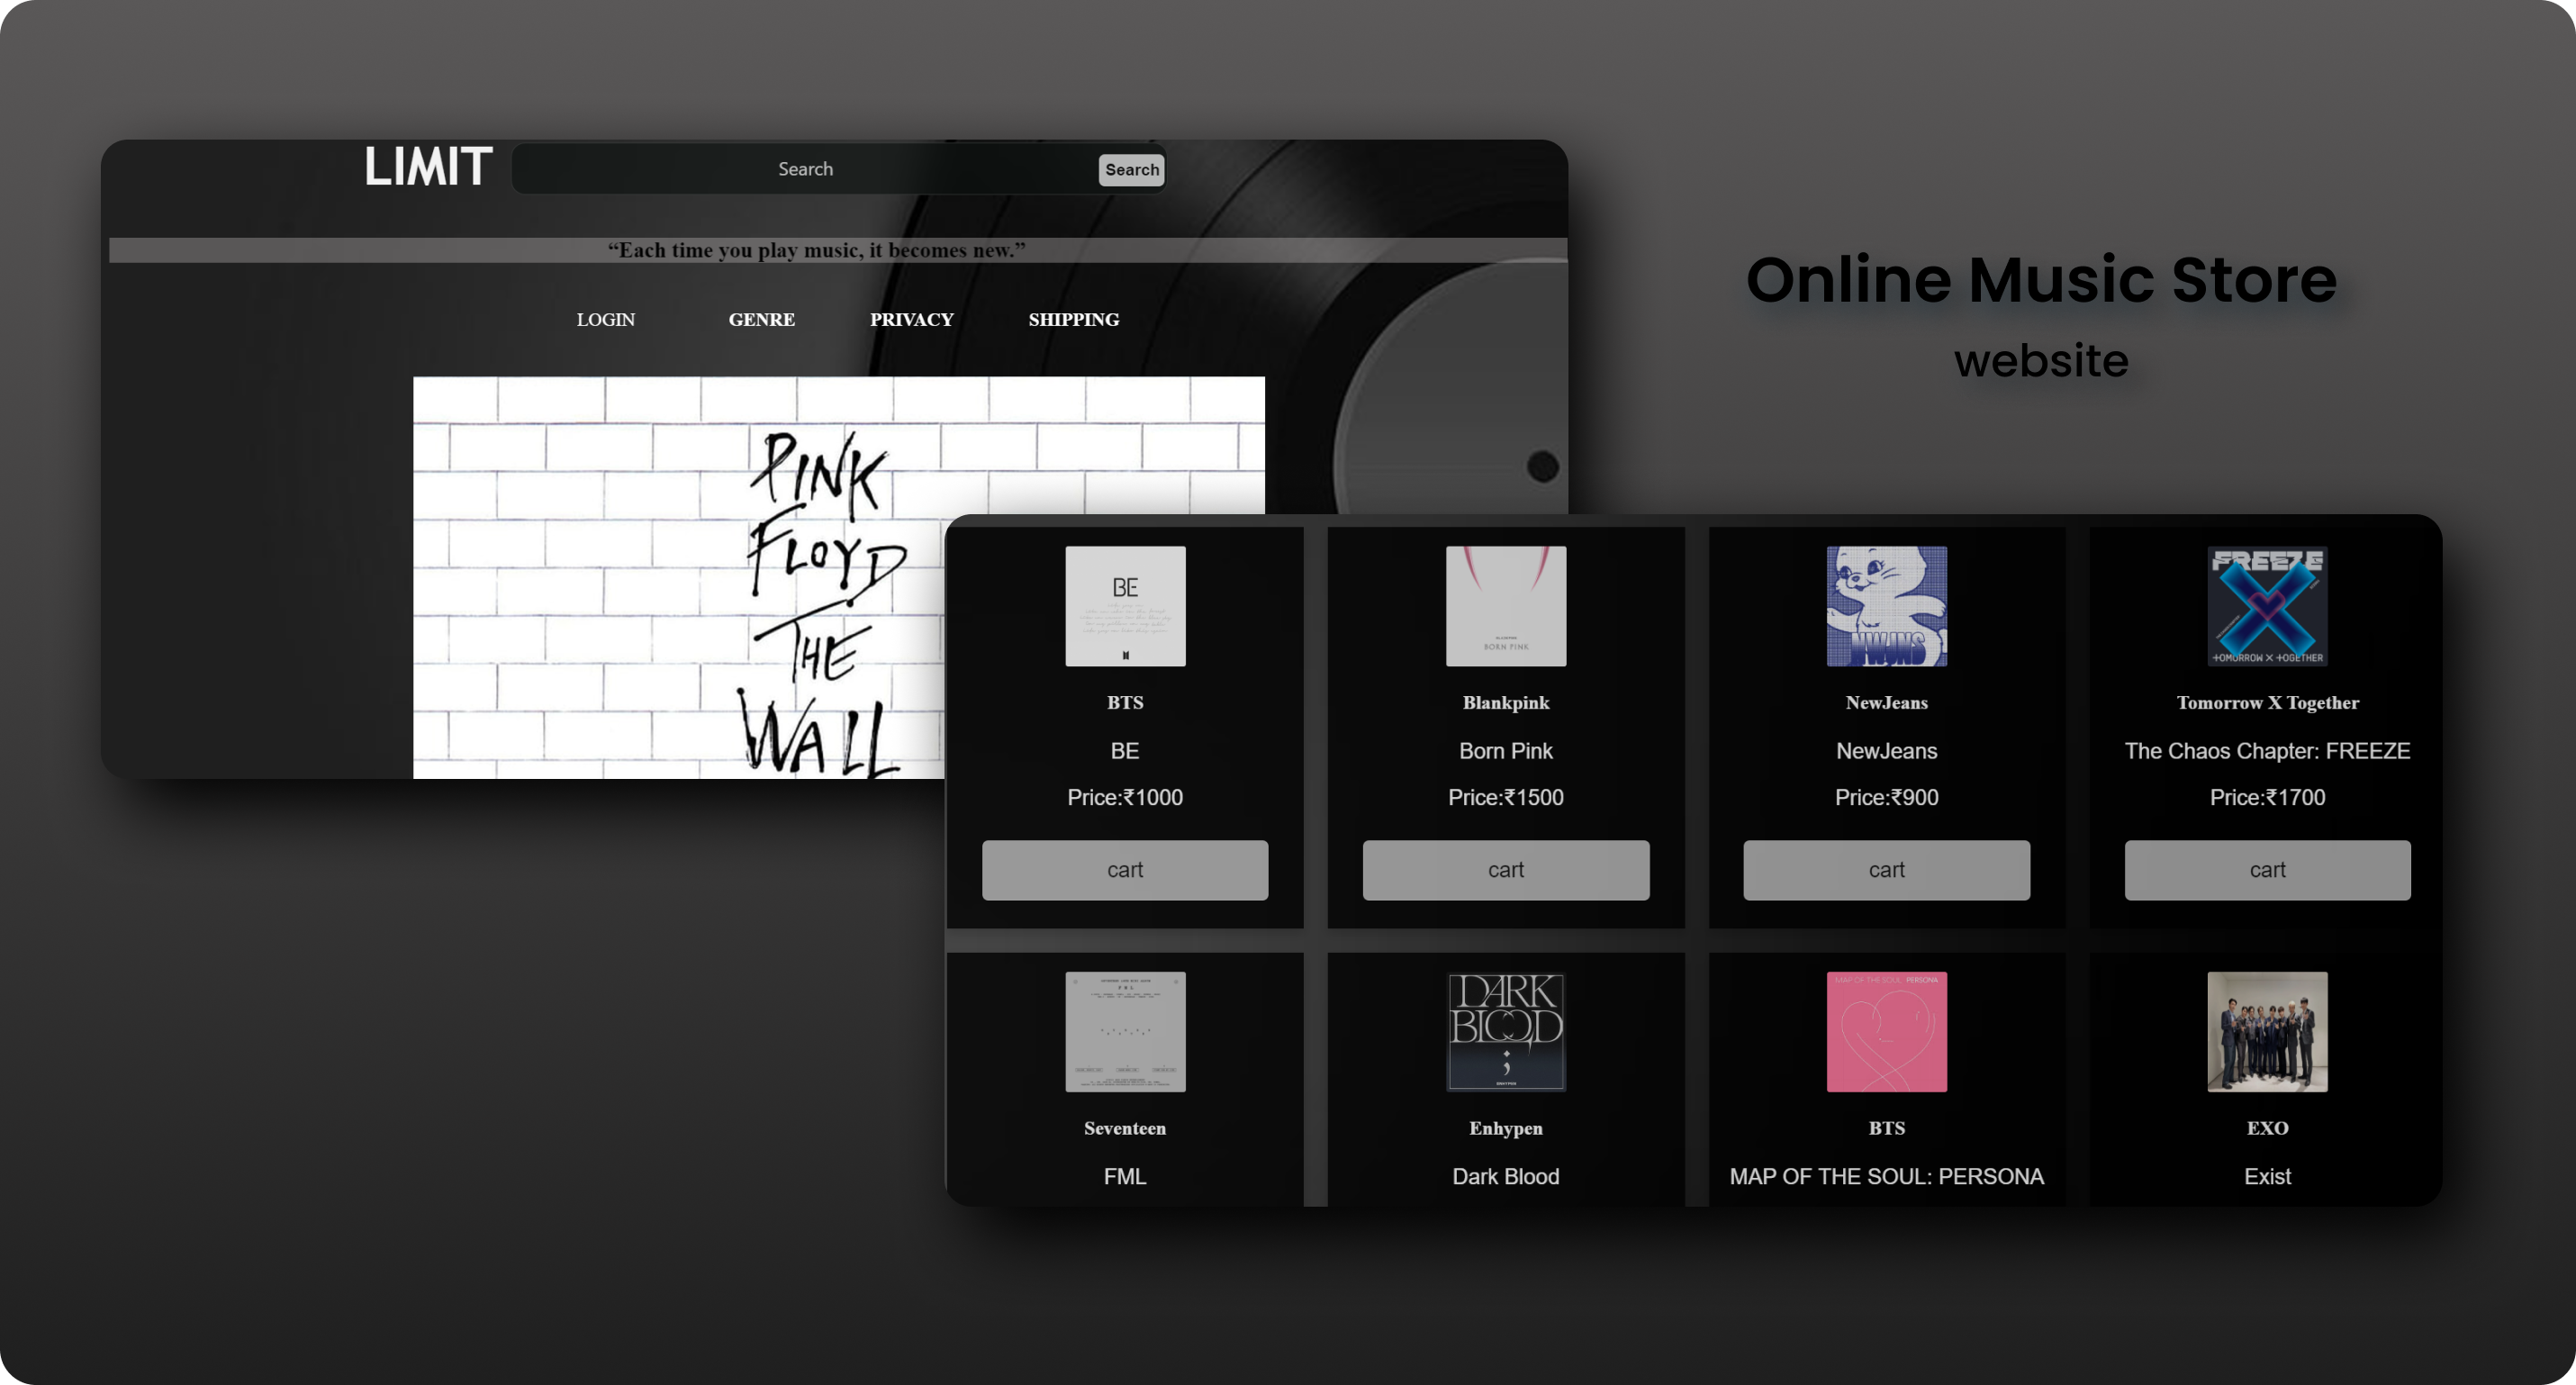 LIMIT
Search
Search
“Each time you play music, it becomes new.”
LOGIN GENRE PRIVACY SHIPPING
PINK
FLOYD
THE
WALL
Online Music Store
website
BE
BORN PINK
NWJNS
FREEZE
TOMORROW X TOGETHER
BTS Blankpink NewJeans Tomorrow X Together
BE Born Pink NewJeans The Chaos Chapter: FREEZE
Price:₹1000 Price:₹1500 Price:₹900 Price:₹1700
cart cart cart cart
FML
DARK
BLOOD
ENHYPEN
MAP OF THE SOUL: PERSONA
Seventeen Enhypen BTS EXO
FML Dark Blood MAP OF THE SOUL: PERSONA Exist